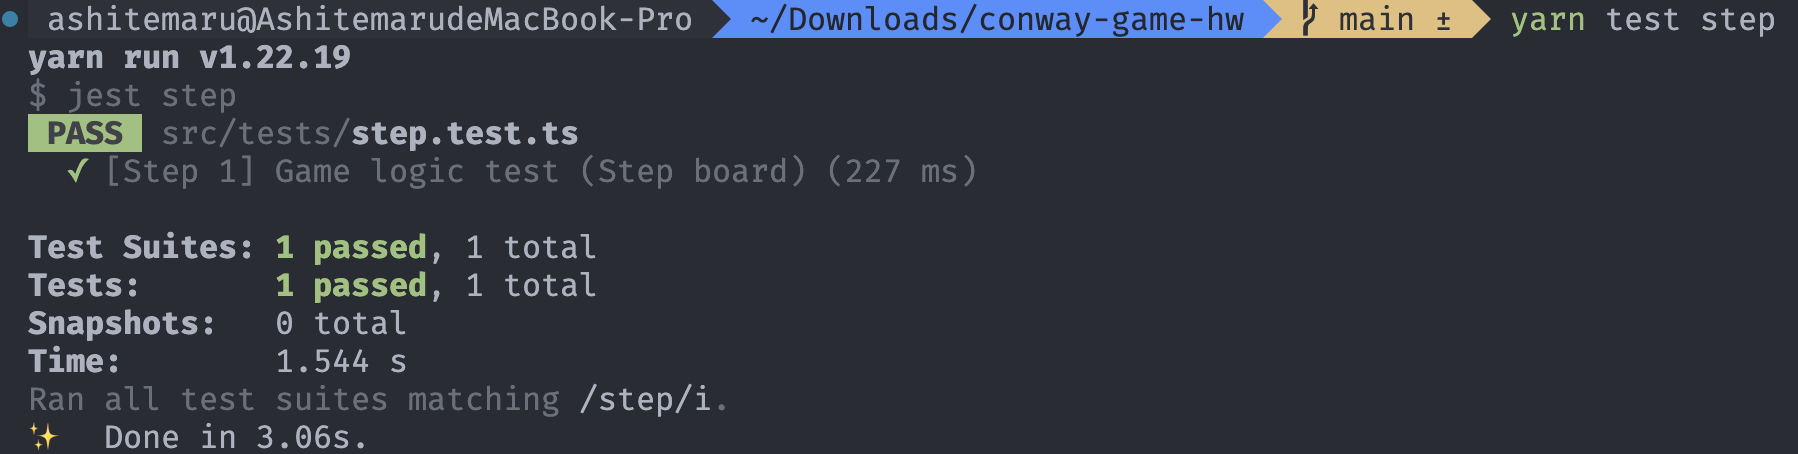 ashitemaru@AshitemarudeMacBook-Pro ~/Downloads/conway-game-hw main ± yarn test step
yarn run v1.22.19
$ jest step
PASS src/tests/step.test.ts
✓ [Step 1] Game logic test (Step board) (227 ms)
Test Suites: 1 passed, 1 total
Tests: 1 passed, 1 total
Snapshots: 0 total
Time: 1.544 s
Ran all test suites matching /step/i.
✨ Done in 3.06s.